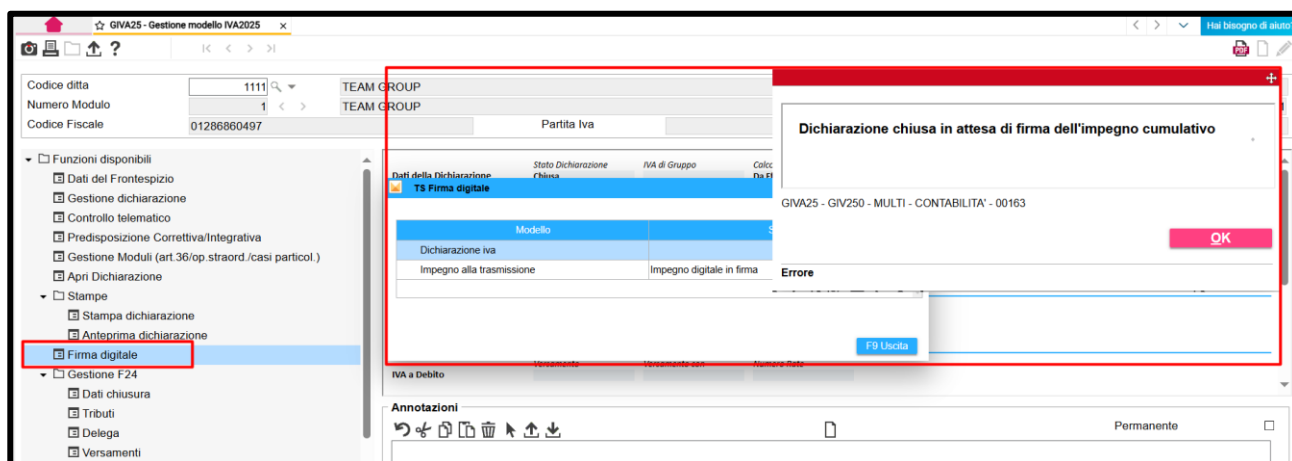 GIVA25 - Gestione modello IVA2025 x
Hai bisogno di aiuto?
?
PDF
Codice ditta 1111 TEAM GROUP
Numero Modulo 1 TEAM GROUP
Codice Fiscale 01286860497 Partita Iva
Dichiarazione chiusa in attesa di firma dell'impegno cumulativo
GIVA25 - GIV250 - MULTI - CONTABILITA' - 00163
OK
Errore
Funzioni disponibili
Dati del Frontespizio
Gestione dichiarazione
Controllo telematico
Predisposizione Correttiva/Integrativa
Gestione Moduli (art.36/op.straord./casi particol.)
Apri Dichiarazione
Stampe
Stampa dichiarazione
Anteprima dichiarazione
Firma digitale
Gestione F24
Dati chiusura
Tributi
Delega
Versamenti
Stato Dichiarazione IVA di Gruppo
Dati della Dichiarazione Chiusa
TS Firma digitale
Modello S
Dichiarazione iva
Impegno alla trasmissione Impegno digitale in firma
F9 Uscita
Versamento Versamento con Numero Rate
IVA a Debito
Annotazioni
Permanente